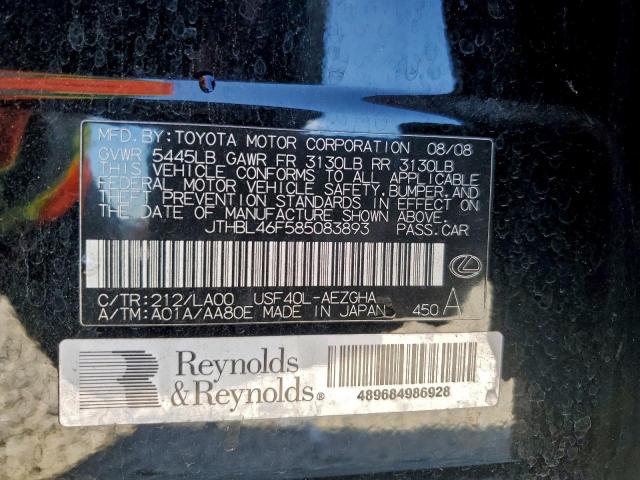 MFD. BY: TOYOTA MOTOR CORPORATION 08/08
GVWR 5445LB GAWR FR 3130LB RR 3130LB
THIS VEHICLE CONFORMS TO ALL APPLICABLE
FEDERAL MOTOR VEHICLE SAFETY, BUMPER, AND
THEFT PREVENTION STANDARDS IN EFFECT ON
THE DATE OF MANUFACTURE SHOWN ABOVE.
JTHBL46F585083893 PASS.CAR
C/TR:212/LA00 USF40L-AEZGHA
A/TM:A01A/AA80E MADE IN JAPAN 450 A
Reynolds
& Reynolds®
489684986928